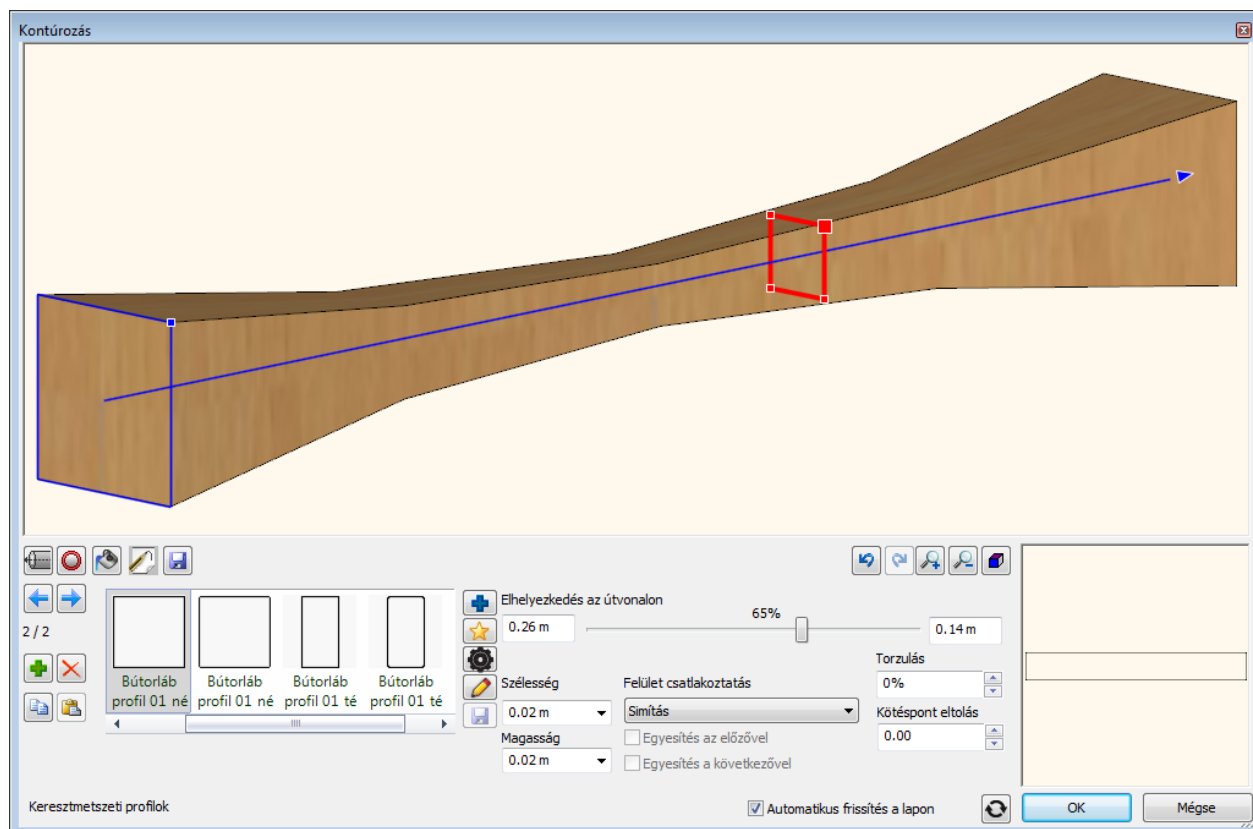 Kontúrozás
2 / 2
Bútorláb
profil 01 né
Bútorláb
profil 01 né
Bútorláb
profil 01 té
Bútorláb
profil 01 té
Elhelyezkedés az útvonalon
0.26 m
65%
0.14 m
Szélesség
0.02 m
Magasság
0.02 m
Felület csatlakoztatás
Simítás
Egyesítés az előzővel
Egyesítés a következővel
Torzulás
0%
Kötéspont eltolás
0.00
Keresztmetszeti profilok
Automatikus frissítés a lapon
OK
Mégse